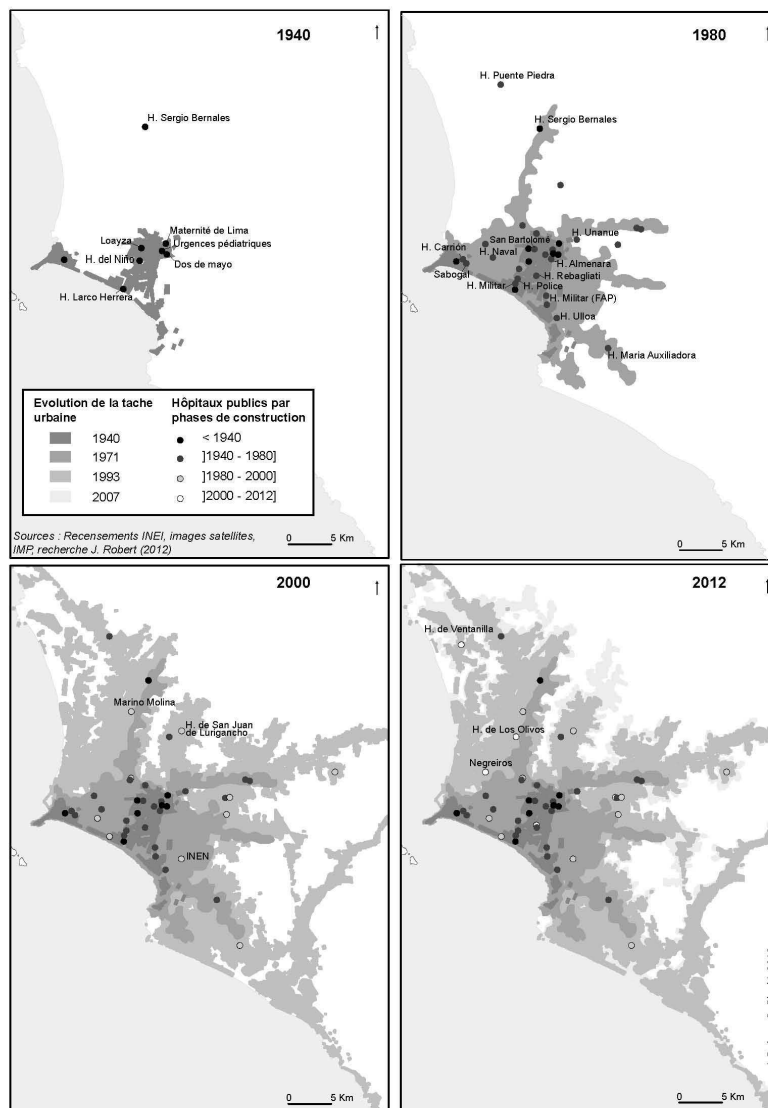 1940
H. Sergio Bernales
Maternité de Lima
Loayza
Urgences pédiatriques
H. del Niño
Dos de mayo
H. Larco Herrera
Evolution de la tache
urbaine
1940
1971
1993
2007
Hôpitaux publics par
phases de construction
< 1940
]1940 - 1980]
]1980 - 2000]
]2000 - 2012]
Sources : Recensements INEI, images satellites,
IMP, recherche J. Robert (2012)
0 5 Km
1980
H. Puente Piedra
H. Sergio Bernales
H. Unanue
San Bartolomé
H. Carrión
H. Naval
H. Almenara
Sabogal
H. Rebagliati
H. Militar
H. Police
H. Militar (FAP)
H. Ulloa
H. Maria Auxiliadora
0 5 Km
2000
Marino Molina
H. de San Juan
de Lurigancho
INEN
0 5 Km
2012
H. de Ventanilla
H. de Los Olivos
Negreiros
0 5 Km